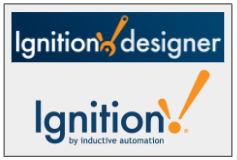 Ignition! designer
Ignition!
by inductive automation